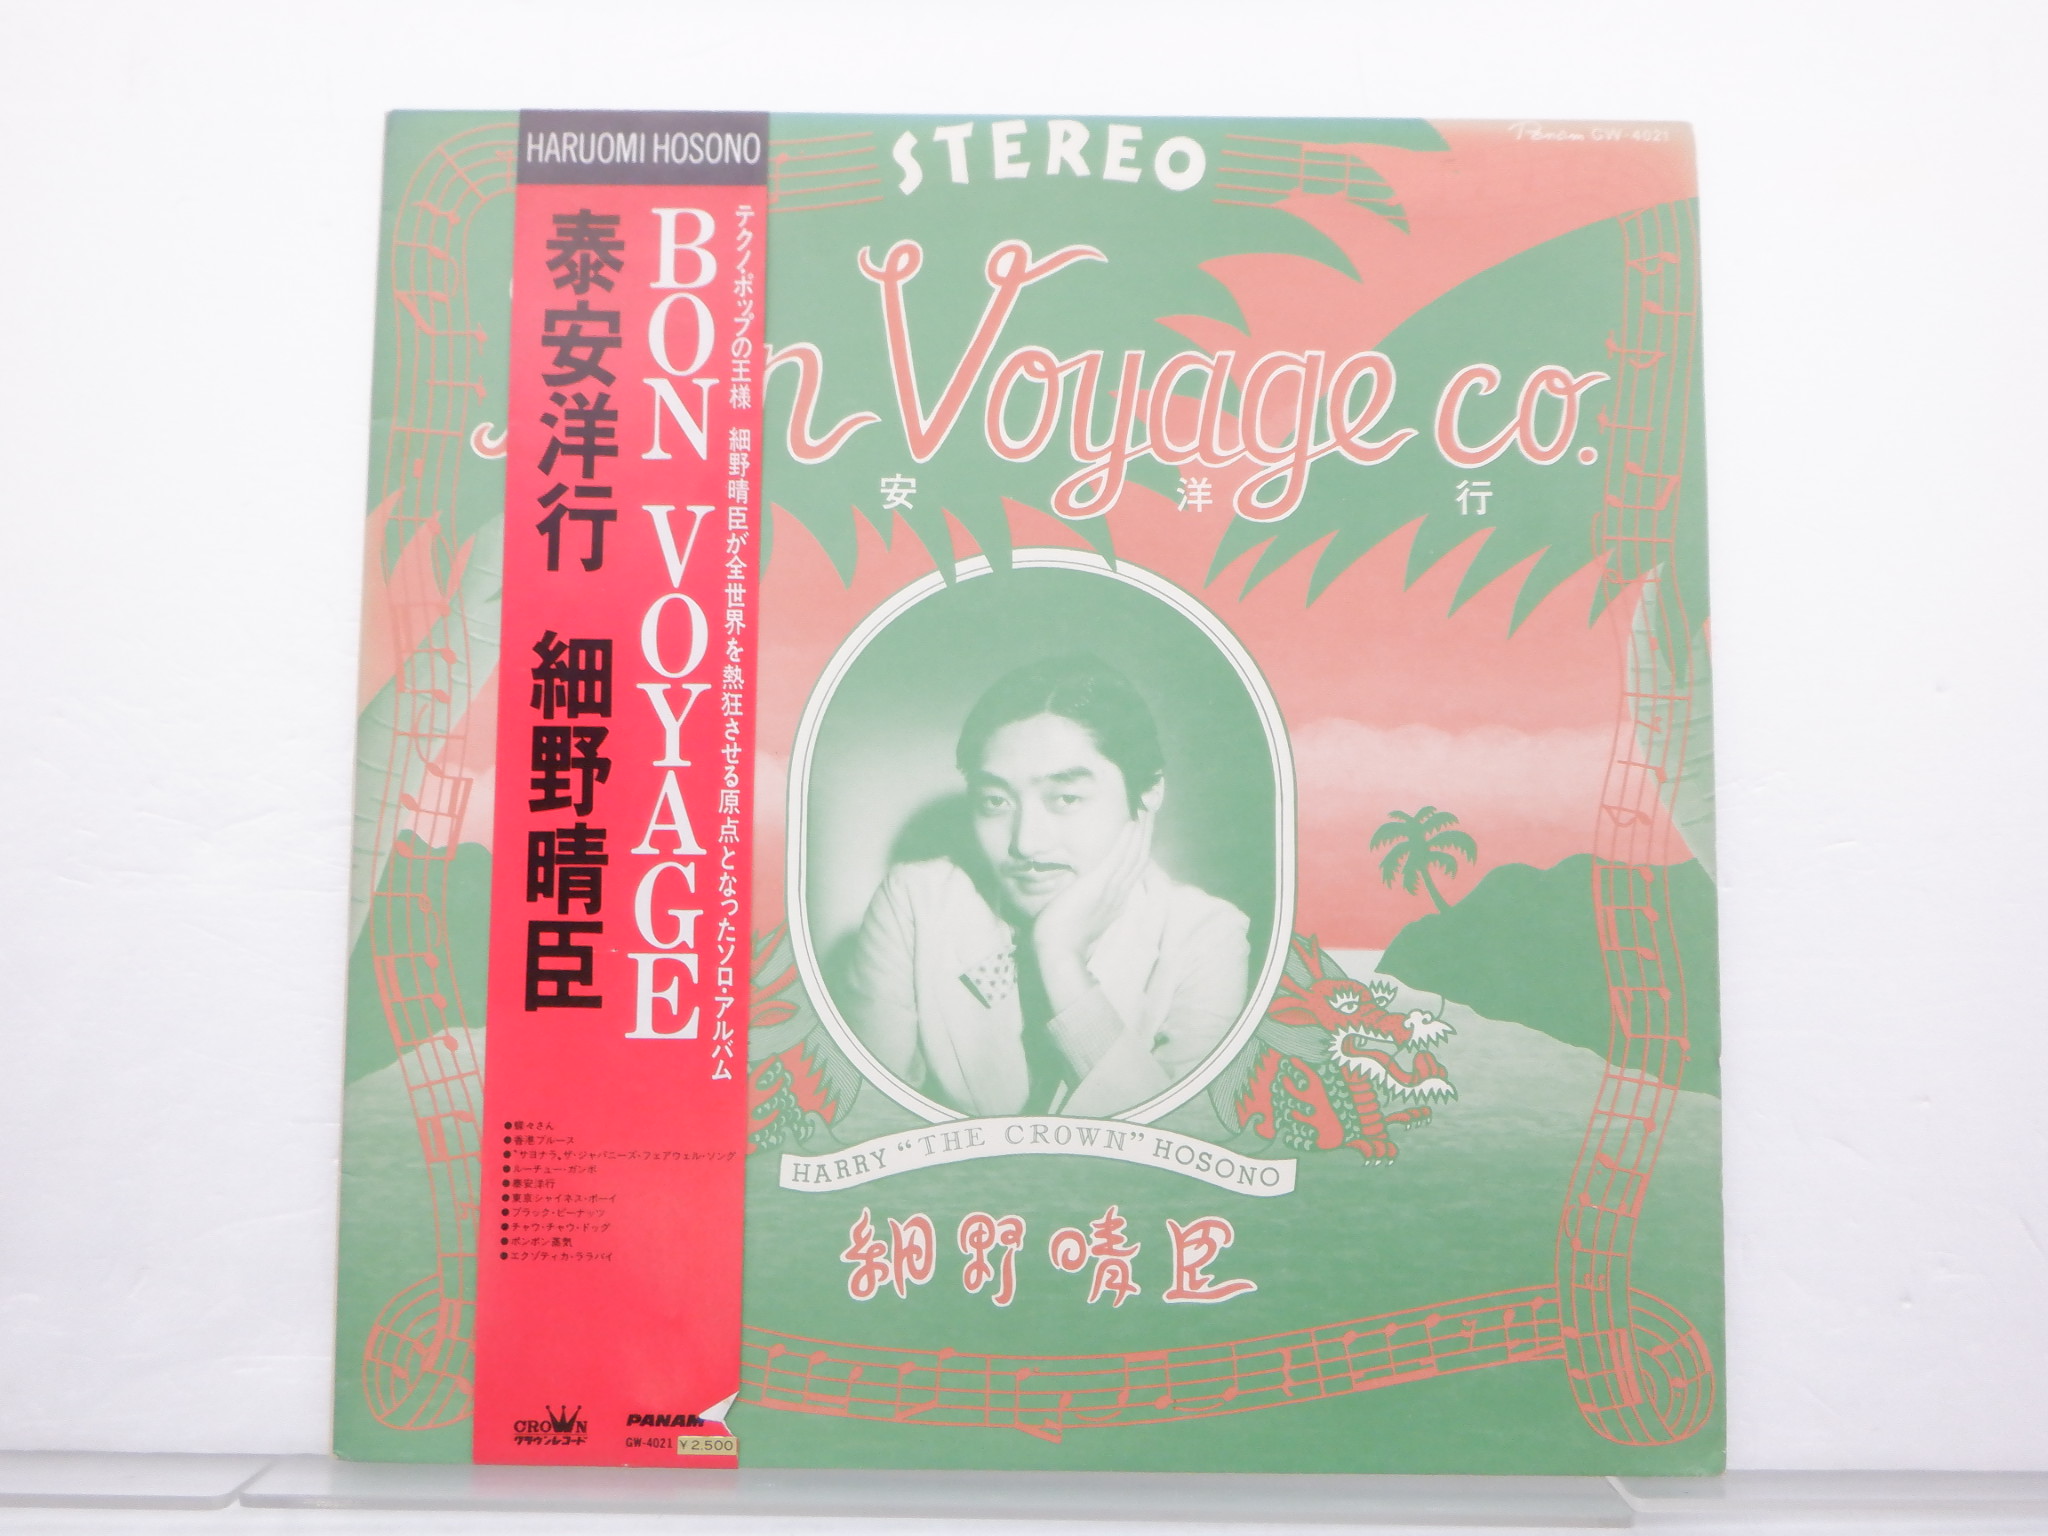 HARUOMI HOSONO
BON VOYAGE
泰安洋行 細野晴臣
テクノ・ポップの王様 細野晴臣が全世界を熱狂させる原点となったソロ・アルバム
●蝶々さん
●香港ブルース
●"サヨナラ„ザ・ジャパニーズ・フェアウェル・ソング
●ルーチュー・ガンボ
●泰安洋行
●東京シャイネス・ボーイ
●ブラック・ピーナッツ
●チャウ・チャウ・ドッグ
●ポンポン蒸気
●エクゾティカ・ララバイ
CROWN
クラウンレコード
PANAM
GW-4021
¥2,500
STEREO
Panam GW-4021
n Voyage co.
安 洋 行
HARRY "THE CROWN" HOSONO
細野晴臣